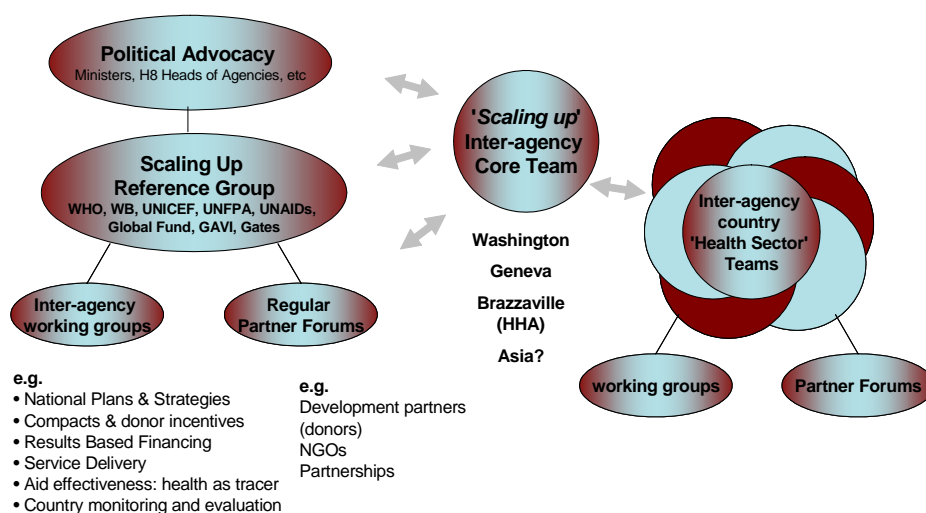 Political Advocacy
Ministers, H8 Heads of Agencies, etc
Scaling Up
Reference Group
WHO, WB, UNICEF, UNFPA, UNAIDs,
Global Fund, GAVI, Gates
Inter-agency
working groups
Regular
Partner Forums
e.g.
• National Plans & Strategies
• Compacts & donor incentives
• Results Based Financing
• Service Delivery
• Aid effectiveness: health as tracer
• Country monitoring and evaluation
e.g.
Development partners
(donors)
NGOs
Partnerships
'Scaling up'
Inter-agency
Core Team
Washington
Geneva
Brazzaville
(HHA)
Asia?
Inter-agency
country
'Health Sector'
Teams
working groups
Partner Forums